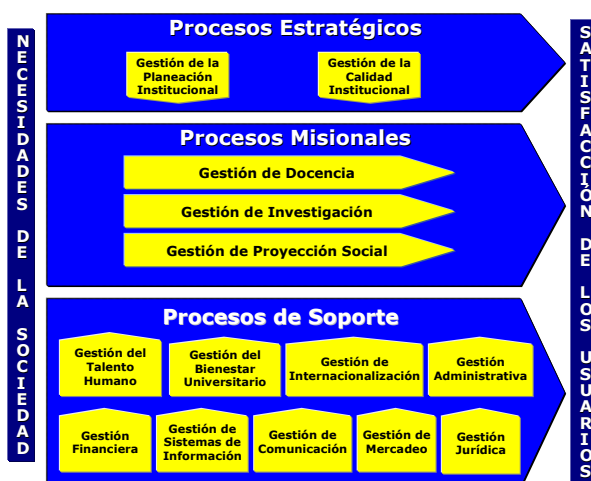 NECESIDADES DE LA SOCIEDAD
Procesos Estratégicos
Gestión de la
Planeación
Institucional
Gestión de la
Calidad
Institucional
Procesos Misionales
Gestión de Docencia
Gestión de Investigación
Gestión de Proyección Social
Procesos de Soporte
Gestión del
Talento
Humano
Gestión del
Bienestar
Universitario
Gestión de
Internacionalización
Gestión
Administrativa
Gestión
Financiera
Gestión de
Sistemas de
Información
Gestión de
Comunicación
Gestión de
Mercadeo
Gestión
Jurídica
SATISFACCIÓN DE LOS USUARIOS